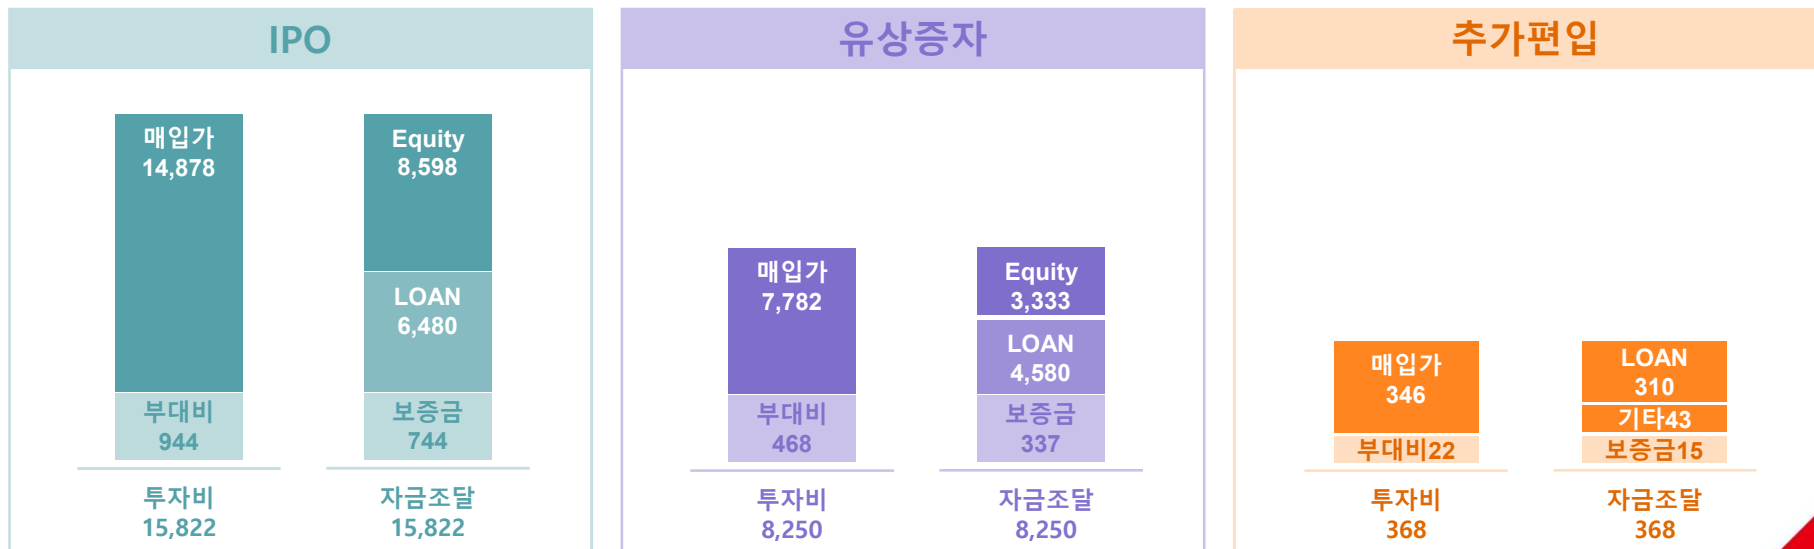 IPO
매입가
14,878
부대비
944
투자비
15,822
Equity
8,598
LOAN
6,480
보증금
744
자금조달
15,822
유상증자
매입가
7,782
부대비
468
투자비
8,250
Equity
3,333
LOAN
4,580
보증금
337
자금조달
8,250
추가편입
매입가
346
부대비22
투자비
368
LOAN
310
기타43
보증금15
자금조달
368